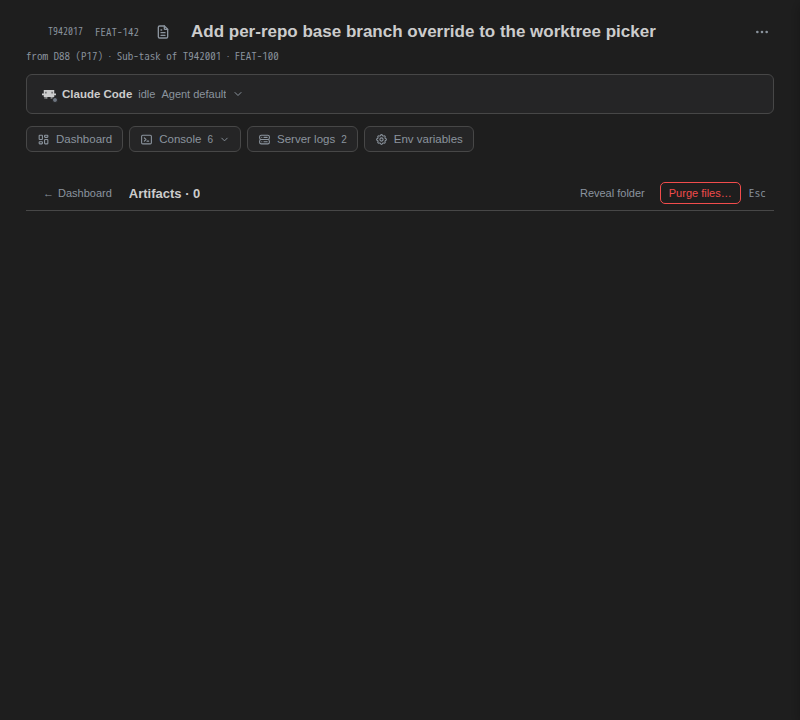 T942017 FEAT-142 Add per-repo base branch override to the worktree picker
from D88 (P17) · Sub-task of T942001 · FEAT-100
Claude Code idle Agent default
Dashboard Console 6 Server logs 2 Env variables
← Dashboard Artifacts · 0 Reveal folder Purge files… Esc